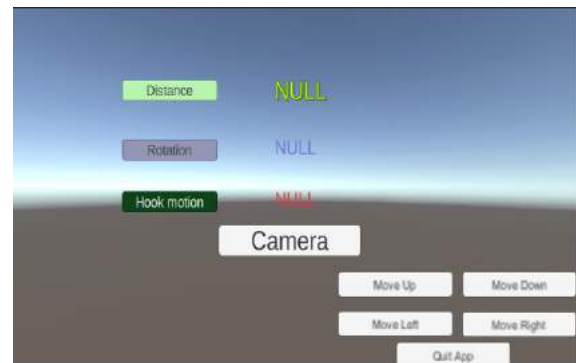 Distance NULL
Rotation NULL
Hook motion NULL
Camera
Move Up Move Down
Move Left Move Right
Quit App